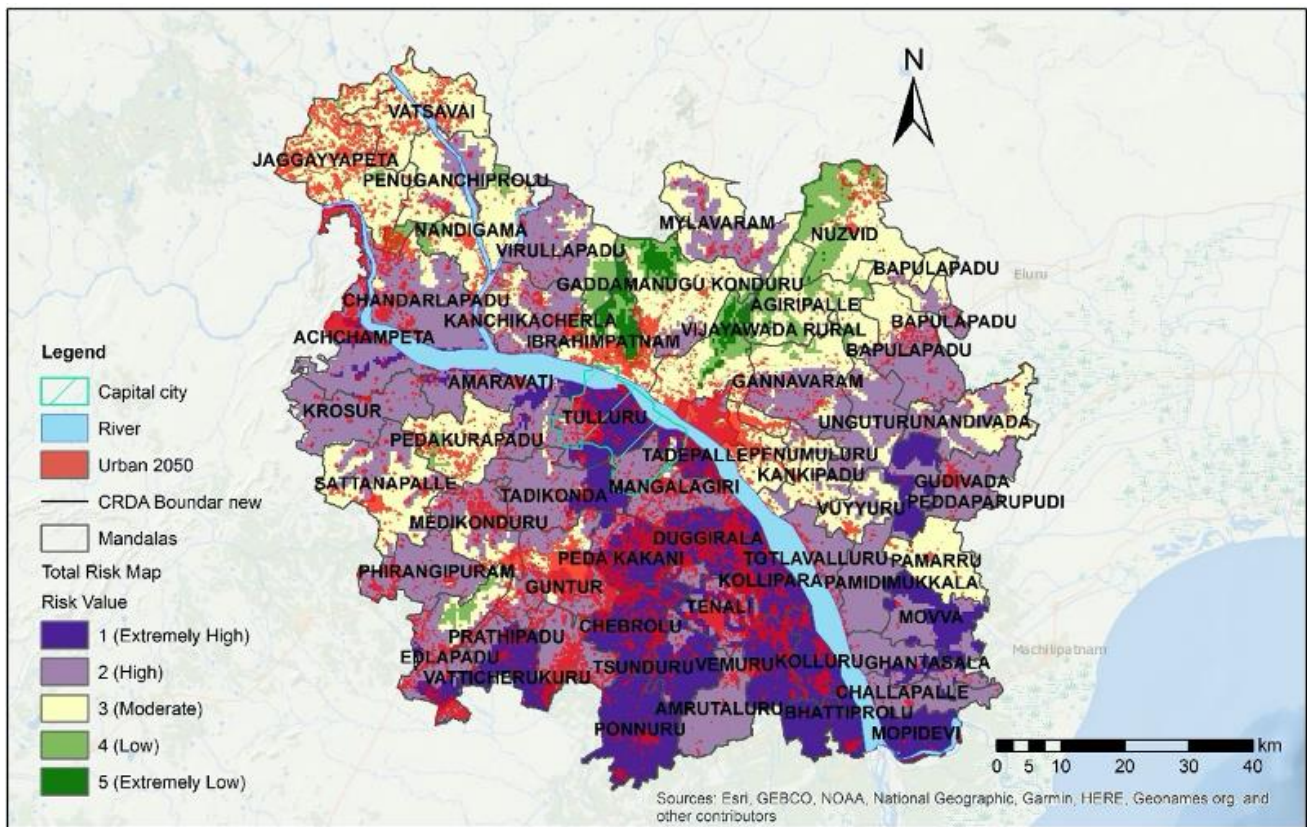 N
VATSAVAI
JAGGAYYAPETA
PENUGANCHIPROLU
NANDIGAMA
VIRULLAPADU
MYLAVARAM
NUZVID
BAPULAPADU
Eluru
GADDAMANUGU KONDURU
AGIRIPALLE
CHANDARLAPADU
KANCHIKACHERLA
BAPULAPADU
ACHCHAMPETA
IBRAHIMPATNAM
VIJAYAWADA RURAL
BAPULAPADU
AMARAVATI
GANNAVARAM
KROSUR
TULLURU
UNGUTURU
NANDIVADA
PEDAKURAPADU
TADEPALLE
PENUMULURU
SATTANAPALLE
TADIKONDA
MANGALAGIRI
KANKIPADU
GUDIVADA
PEDDAPARUPUDI
MEDIKONDURU
VUYYURU
DUGGIRALA
PHIRANGIPURAM
PEDA KAKANI
TOTLAVALLURU
PAMARRU
GUNTUR
KOLLIPARA
PAMIDIMUKKALA
TENALI
MOVVA
PRATHIPADU
CHEBROLU
EDLAPADU
VATTICHERUKURU
TSUNDURU
VEMURU
KOLLURU
GHANTASALA
Machilipatnam
CHALLAPALLE
AMRUTALURU
BHATTIPROLU
PONNURU
MOPIDEVI
Legend
Capital city
River
Urban 2050
CRDA Boundar new
Mandalas
Total Risk Map
Risk Value
1 (Extremely High)
2 (High)
3 (Moderate)
4 (Low)
5 (Extremely Low)
km
0 5 10 20 30 40
Sources: Esri, GEBCO, NOAA, National Geographic, Garmin, HERE, Geonames org. and
other contributors